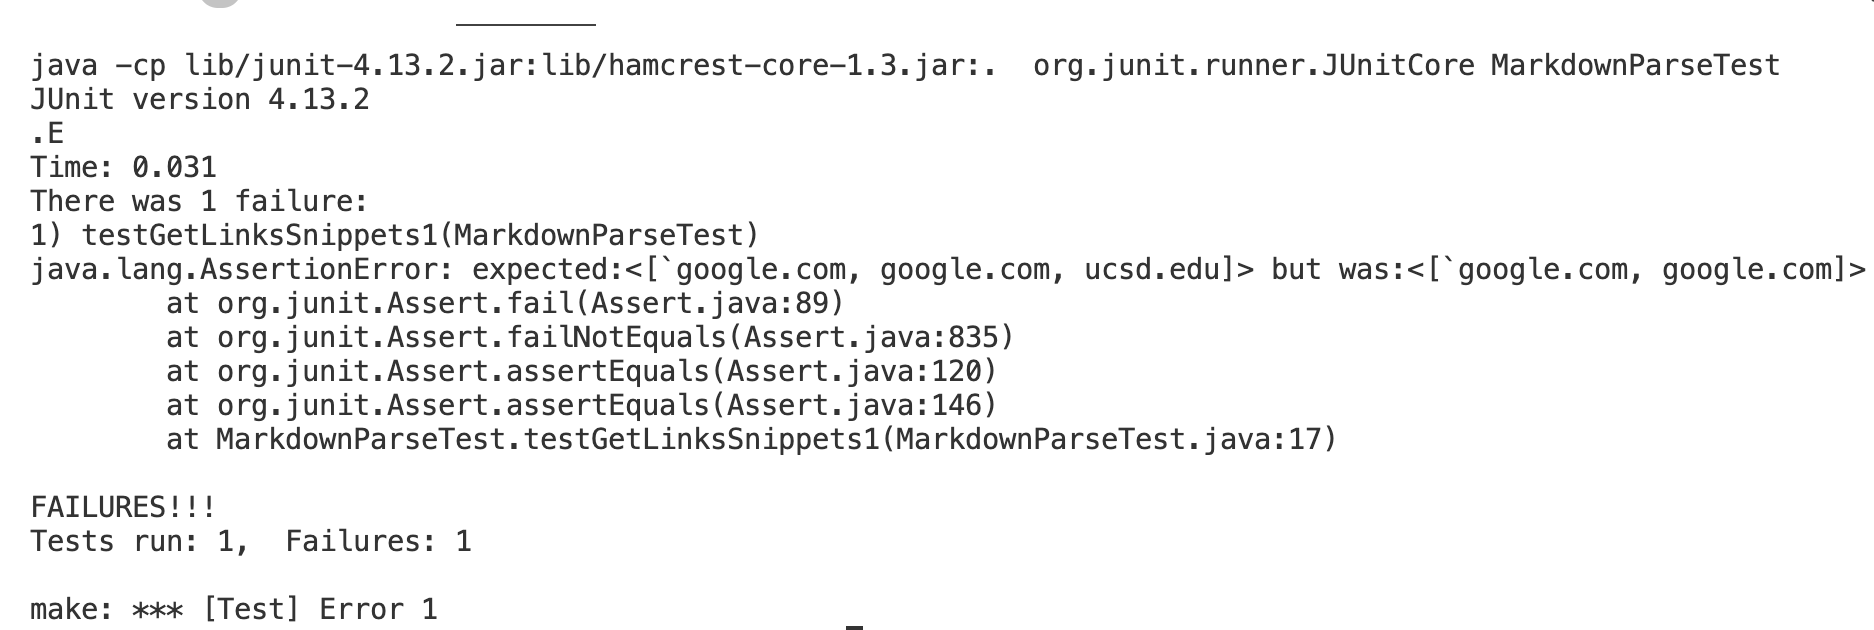 java -cp lib/junit-4.13.2.jar:lib/hamcrest-core-1.3.jar:.  org.junit.runner.JUnitCore MarkdownParseTest
JUnit version 4.13.2
.E
Time: 0.031
There was 1 failure:
1) testGetLinksSnippets1(MarkdownParseTest)
java.lang.AssertionError: expected:<[`google.com, google.com, ucsd.edu]> but was:<[`google.com, google.com]>
        at org.junit.Assert.fail(Assert.java:89)
        at org.junit.Assert.failNotEquals(Assert.java:835)
        at org.junit.Assert.assertEquals(Assert.java:120)
        at org.junit.Assert.assertEquals(Assert.java:146)
        at MarkdownParseTest.testGetLinksSnippets1(MarkdownParseTest.java:17)

FAILURES!!!
Tests run: 1,  Failures: 1

make: *** [Test] Error 1